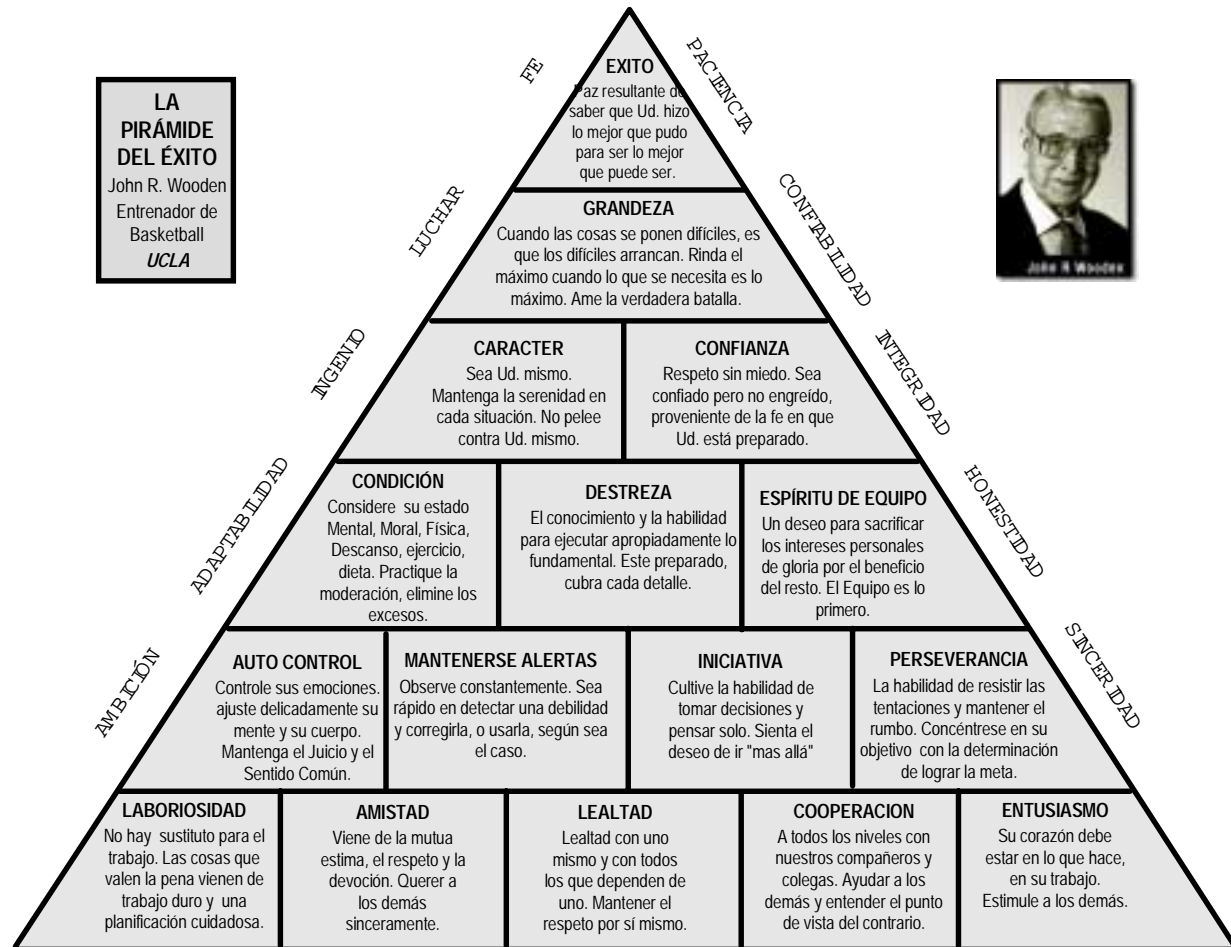 LA
PIRÁMIDE
DEL ÉXITO
John R. Wooden
Entrenador de
Basketball
UCLA
John R Wooden
FE
LUCHAR
INGENIO
ADAPTABILIDAD
AMBICIÓN
PACIENCIA
CONFIABILIDAD
INTEGRIDAD
HONESTIDAD
SINCERIDAD
EXITO
Paz resultante de
saber que Ud. hizo
lo mejor que pudo
para ser lo mejor
que puede ser.
GRANDEZA
Cuando las cosas se ponen difíciles, es
que los difíciles arrancan. Rinda el
máximo cuando lo que se necesita es lo
máximo. Ame la verdadera batalla.
CARACTER
Sea Ud. mismo.
Mantenga la serenidad en
cada situación. No pelee
contra Ud. mismo.
CONFIANZA
Respeto sin miedo. Sea
confiado pero no engreído,
proveniente de la fe en que
Ud. está preparado.
CONDICIÓN
Considere su estado
Mental, Moral, Física,
Descanso, ejercicio,
dieta. Practique la
moderación, elimine los
excesos.
DESTREZA
El conocimiento y la habilidad
para ejecutar apropiadamente lo
fundamental. Este preparado,
cubra cada detalle.
ESPÍRITU DE EQUIPO
Un deseo para sacrificar
los intereses personales
de gloria por el beneficio
del resto. El Equipo es lo
primero.
AUTO CONTROL
Controle sus emociones.
ajuste delicadamente su
mente y su cuerpo.
Mantenga el Juicio y el
Sentido Común.
MANTENERSE ALERTAS
Observe constantemente. Sea
rápido en detectar una debilidad
y corregirla, o usarla, según sea
el caso.
INICIATIVA
Cultive la habilidad de
tomar decisiones y
pensar solo. Sienta el
deseo de ir "mas allá"
PERSEVERANCIA
La habilidad de resistir las
tentaciones y mantener el
rumbo. Concéntrese en su
objetivo con la determinación
de lograr la meta.
LABORIOSIDAD
No hay sustituto para el
trabajo. Las cosas que
valen la pena vienen de
trabajo duro y una
planificación cuidadosa.
AMISTAD
Viene de la mutua
estima, el respeto y la
devoción. Querer a
los demás
sinceramente.
LEALTAD
Lealtad con uno
mismo y con todos
los que dependen de
uno. Mantener el
respeto por sí mismo.
COOPERACION
A todos los niveles con
nuestros compañeros y
colegas. Ayudar a los
demás y entender el punto
de vista del contrario.
ENTUSIASMO
Su corazón debe
estar en lo que hace,
en su trabajo.
Estimule a los demás.